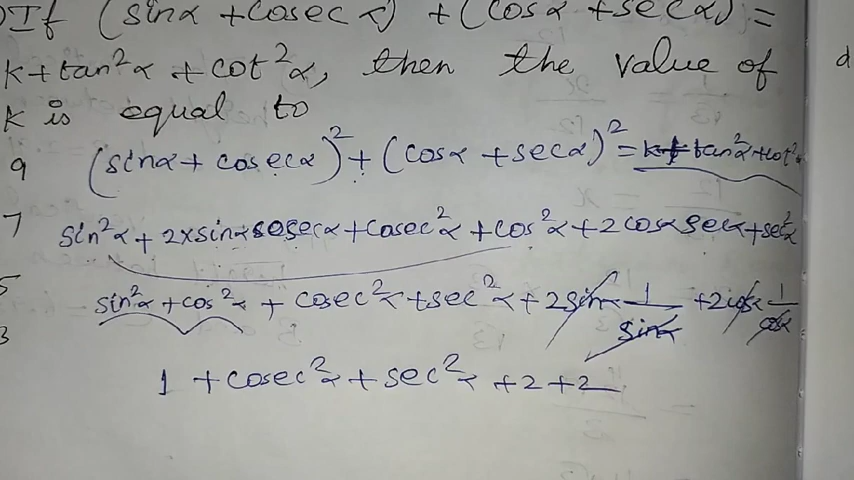 If (sinα + cosec α) + (cosα + sec α) =
k + tan²α + cot²α, then the value of
k is equal to
9
(sinα + cosecα)² + (cosα + secα)² = k + tan²α + cot²
7
sin²α + 2×sinα cosecα + cosec²α + cos²α + 2cosα secα + sec²α
5
sin²α + cos²α + cosec²α + sec²α + 2sinα 1/sinα + 2cosα 1/cosα
3
1 + cosec²α + sec²α + 2 + 2
d